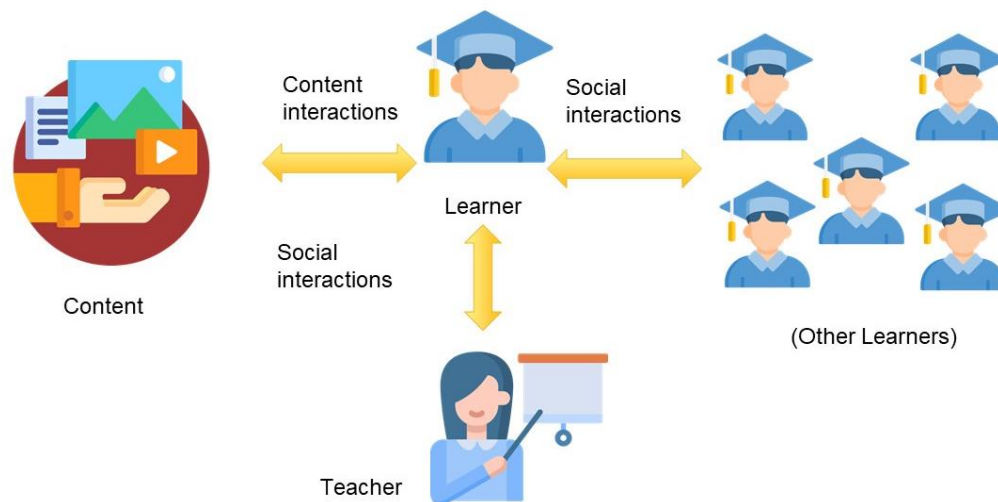 Content
interactions
Social
interactions
Learner
Social
interactions
Content
(Other Learners)
Teacher